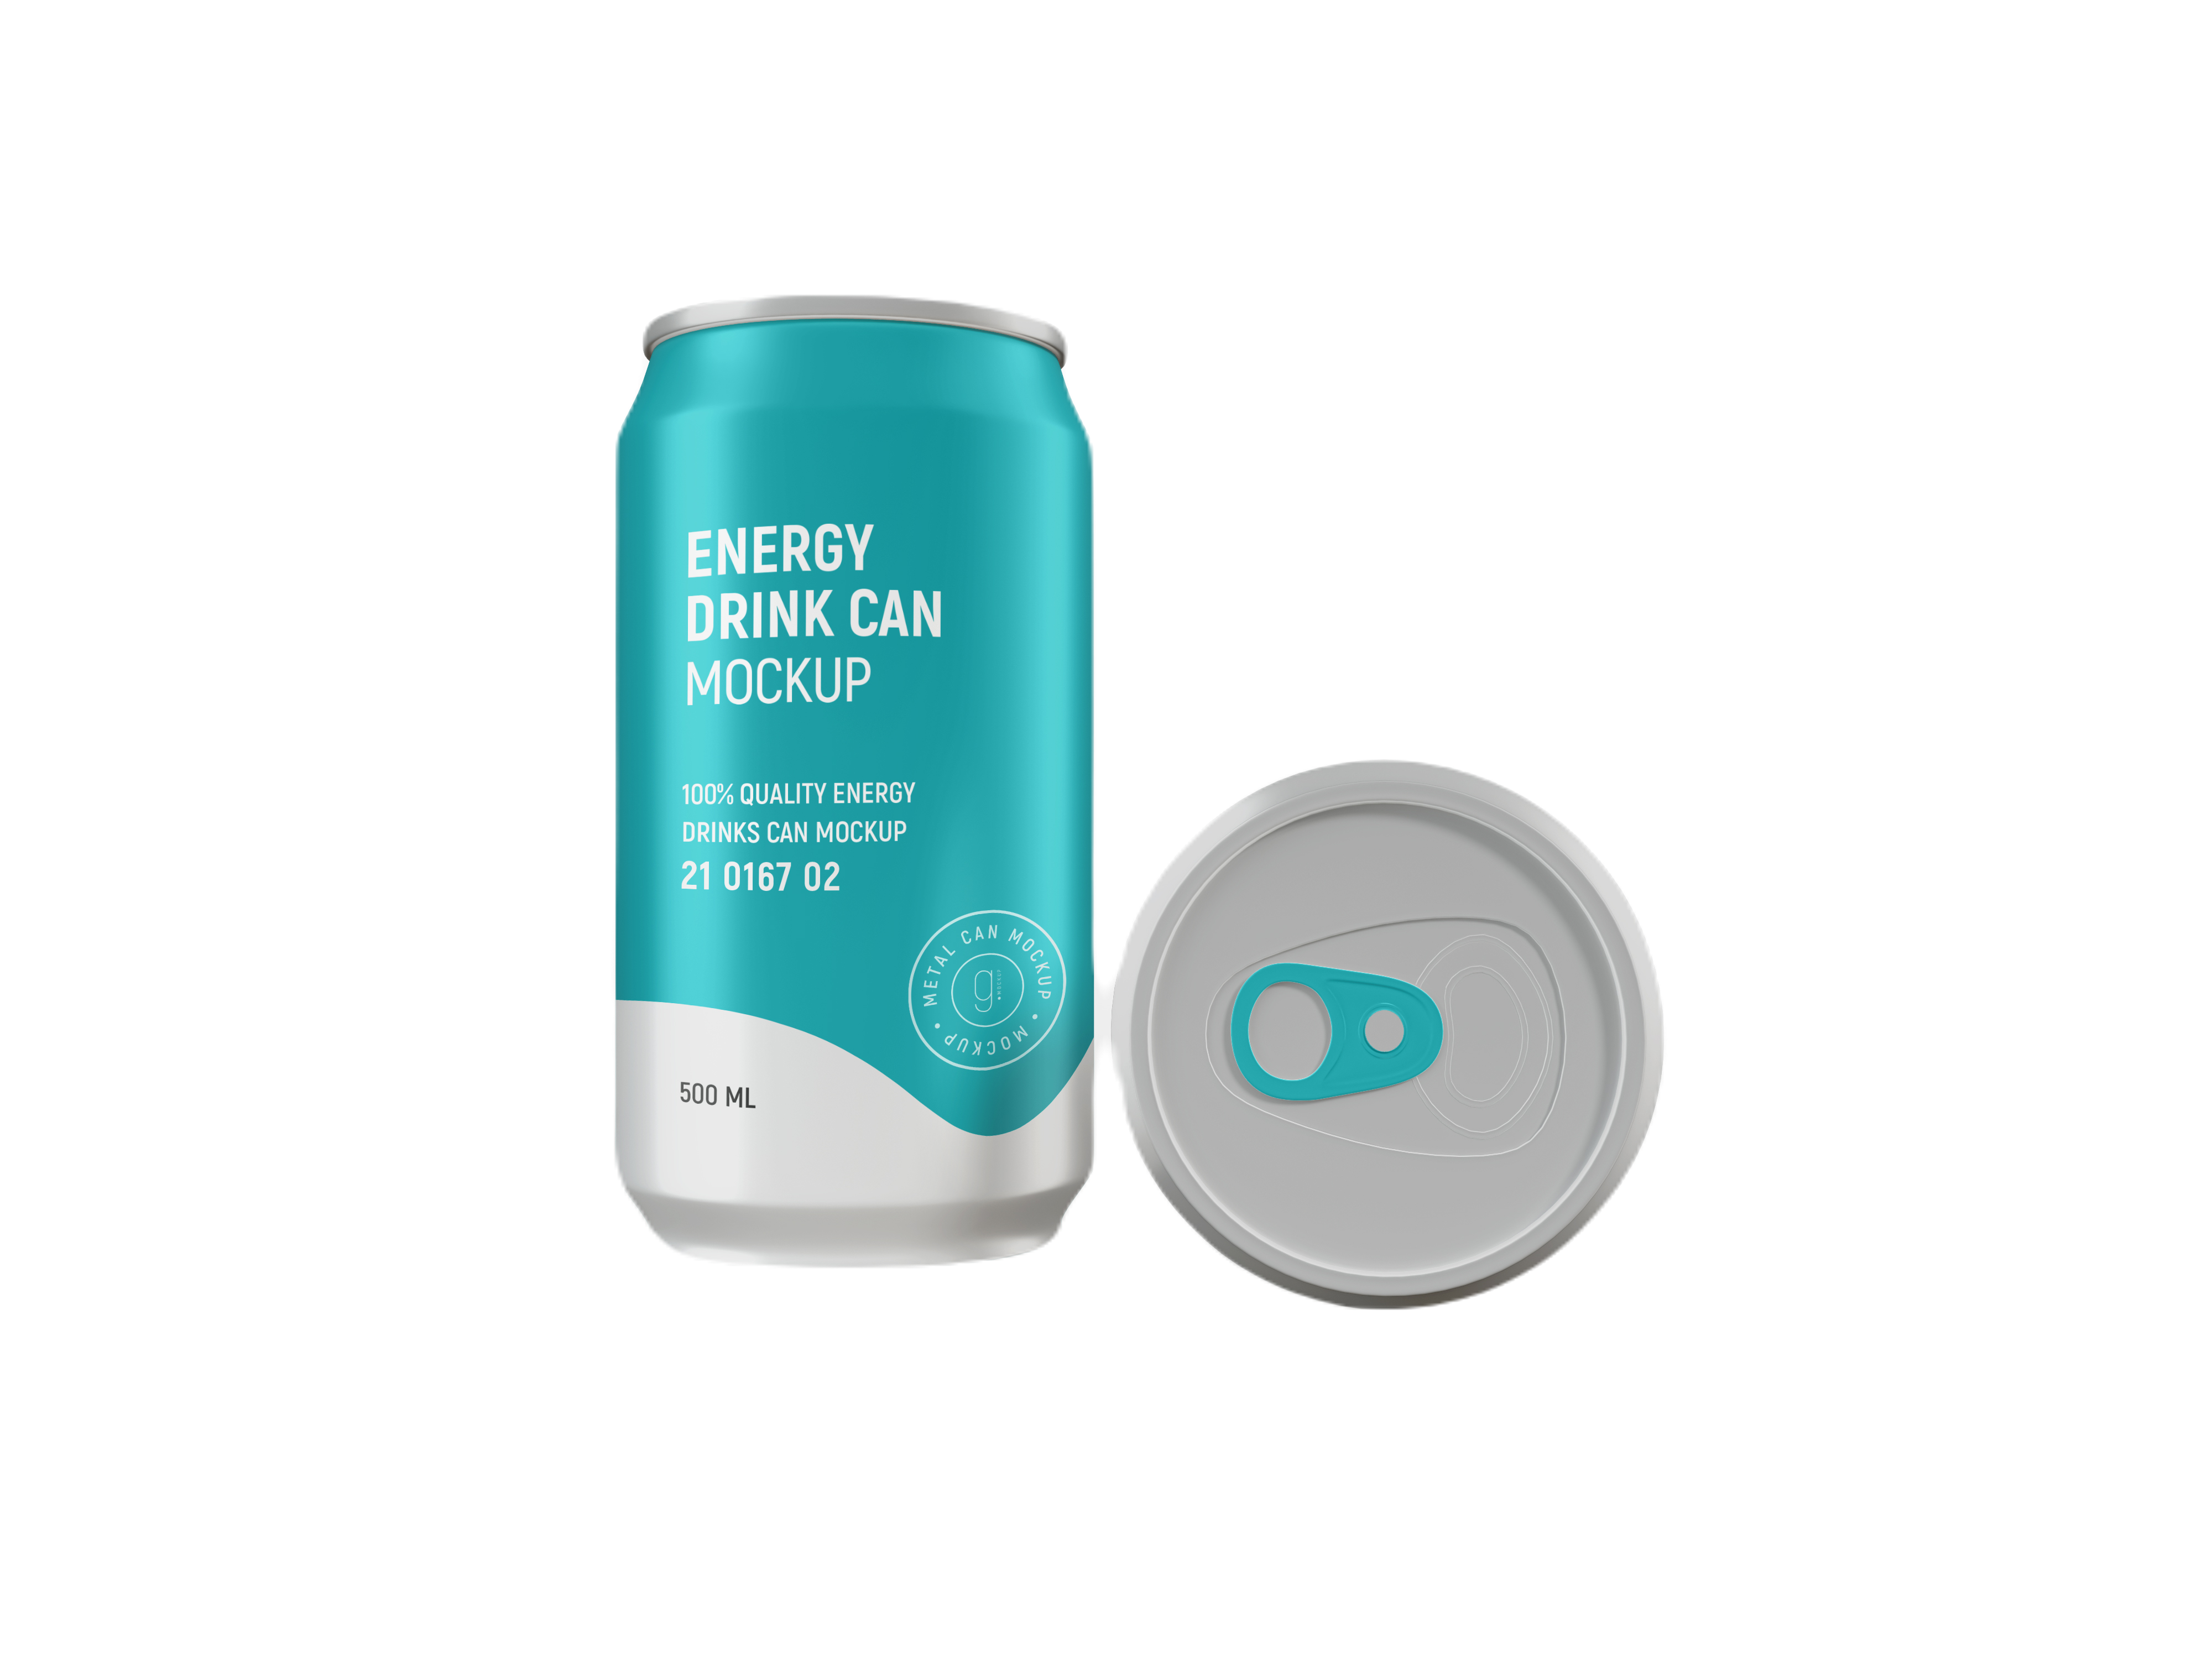 ENERGY
DRINK CAN
MOCKUP
100% QUALITY ENERGY
DRINKS CAN MOCKUP
21 0167 02
METAL CAN MOCKUP • MOCKUP •
g
MOCKUP
500 ML